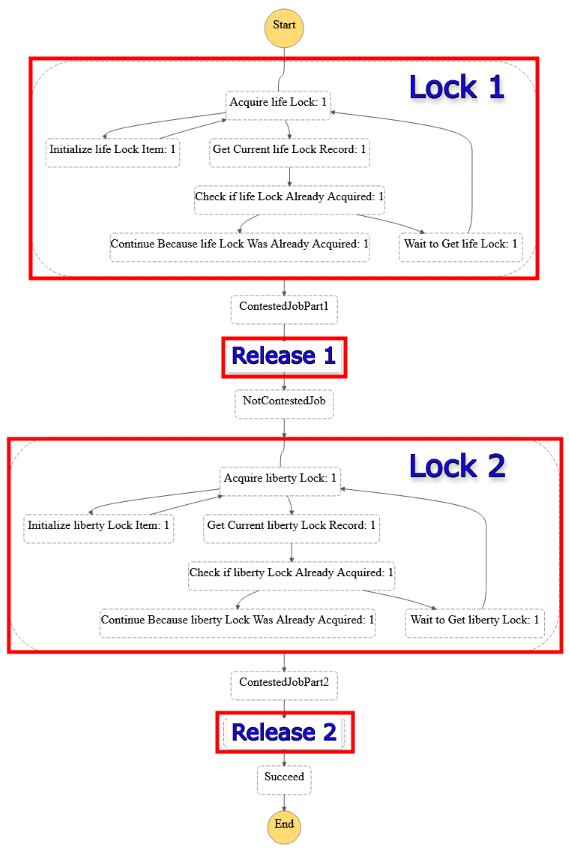 Start
Lock 1
Acquire life Lock: 1
Initialize life Lock Item: 1
Get Current life Lock Record: 1
Check if life Lock Already Acquired: 1
Continue Because life Lock Was Already Acquired: 1
Wait to Get life Lock: 1
ContestedJobPart1
Release 1
NotContestedJob
Lock 2
Acquire liberty Lock: 1
Initialize liberty Lock Item: 1
Get Current liberty Lock Record: 1
Check if liberty Lock Already Acquired: 1
Continue Because liberty Lock Was Already Acquired: 1
Wait to Get liberty Lock: 1
ContestedJobPart2
Release 2
Succeed
End